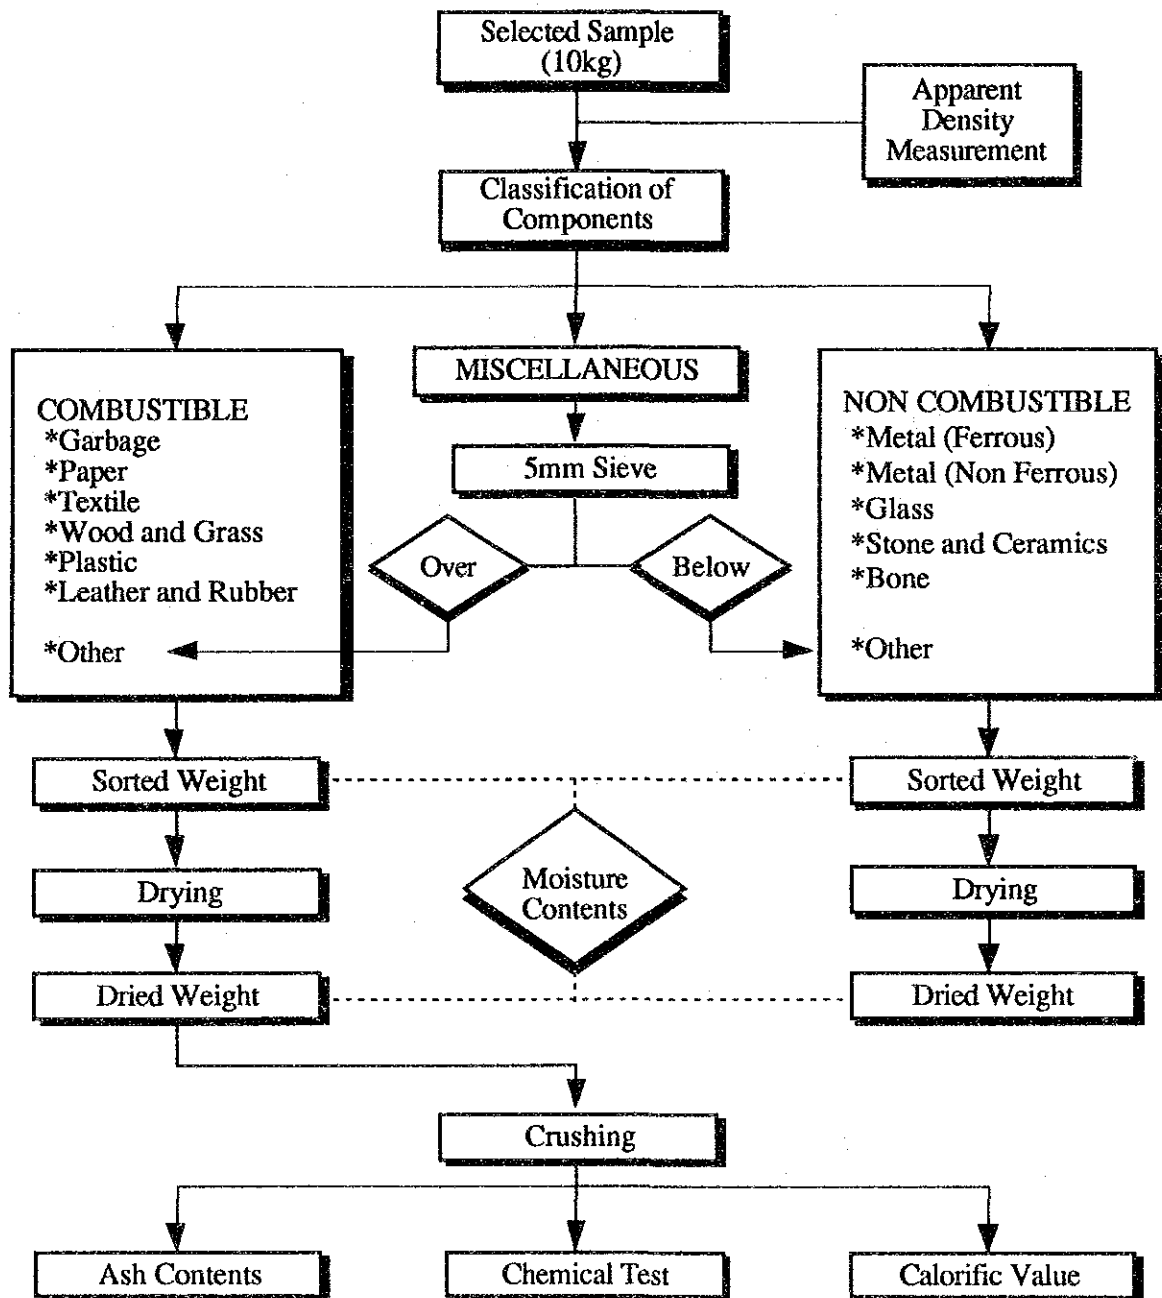 Selected Sample
(10kg)
Apparent
Density
Measurement
Classification of
Components
COMBUSTIBLE
*Garbage
*Paper
*Textile
*Wood and Grass
*Plastic
*Leather and Rubber
*Other
MISCELLANEOUS
5mm Sieve
Over
Below
NON COMBUSTIBLE
*Metal (Ferrous)
*Metal (Non Ferrous)
*Glass
*Stone and Ceramics
*Bone
*Other
Sorted Weight
Sorted Weight
Drying
Moisture
Contents
Drying
Dried Weight
Dried Weight
Crushing
Ash Contents
Chemical Test
Calorific Value